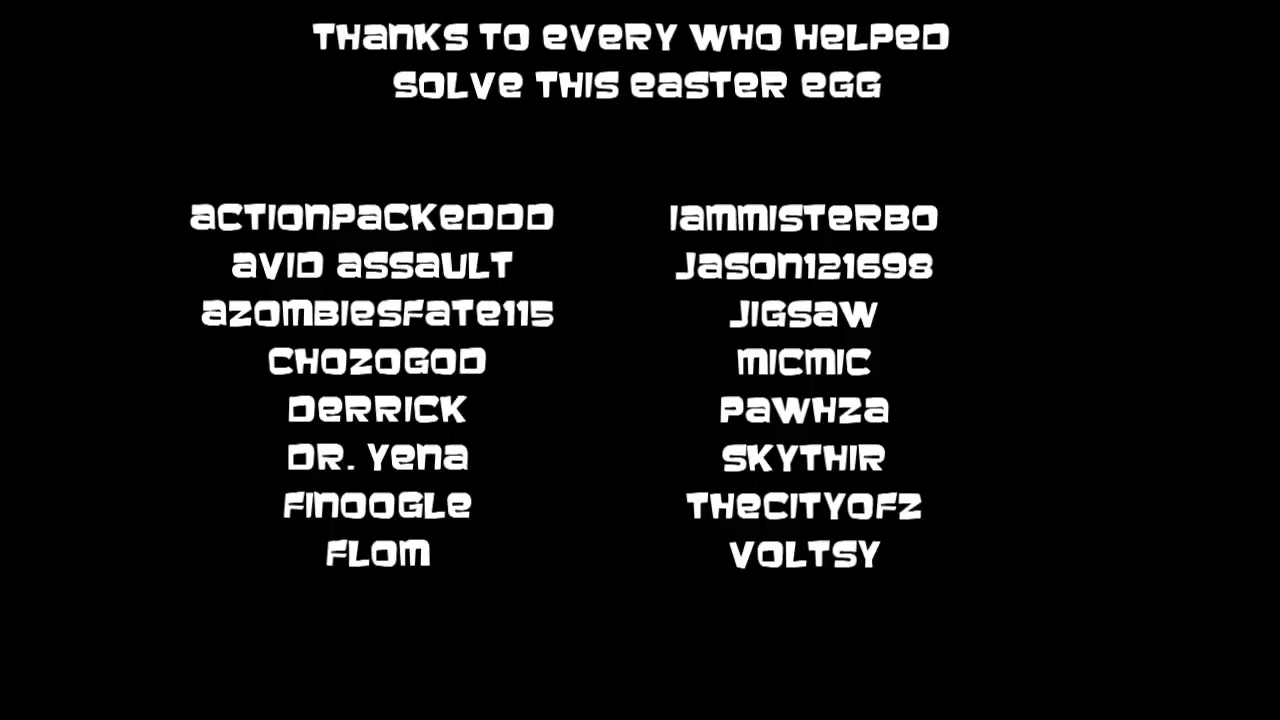 THANKS TO EVERY WHO HELPED
SOLVE THIS EASTER EGG
ACTIONPACKEDDD
AVID ASSAULT
AZOMBIESFATE115
CHOZOGOD
DERRICK
DR. YENA
FINOOGLE
FLOM
IAMMISTERBO
JASON121698
JIGSAW
MICMIC
PAWHZA
SKYTHIR
THECITYOFZ
VOLTSY